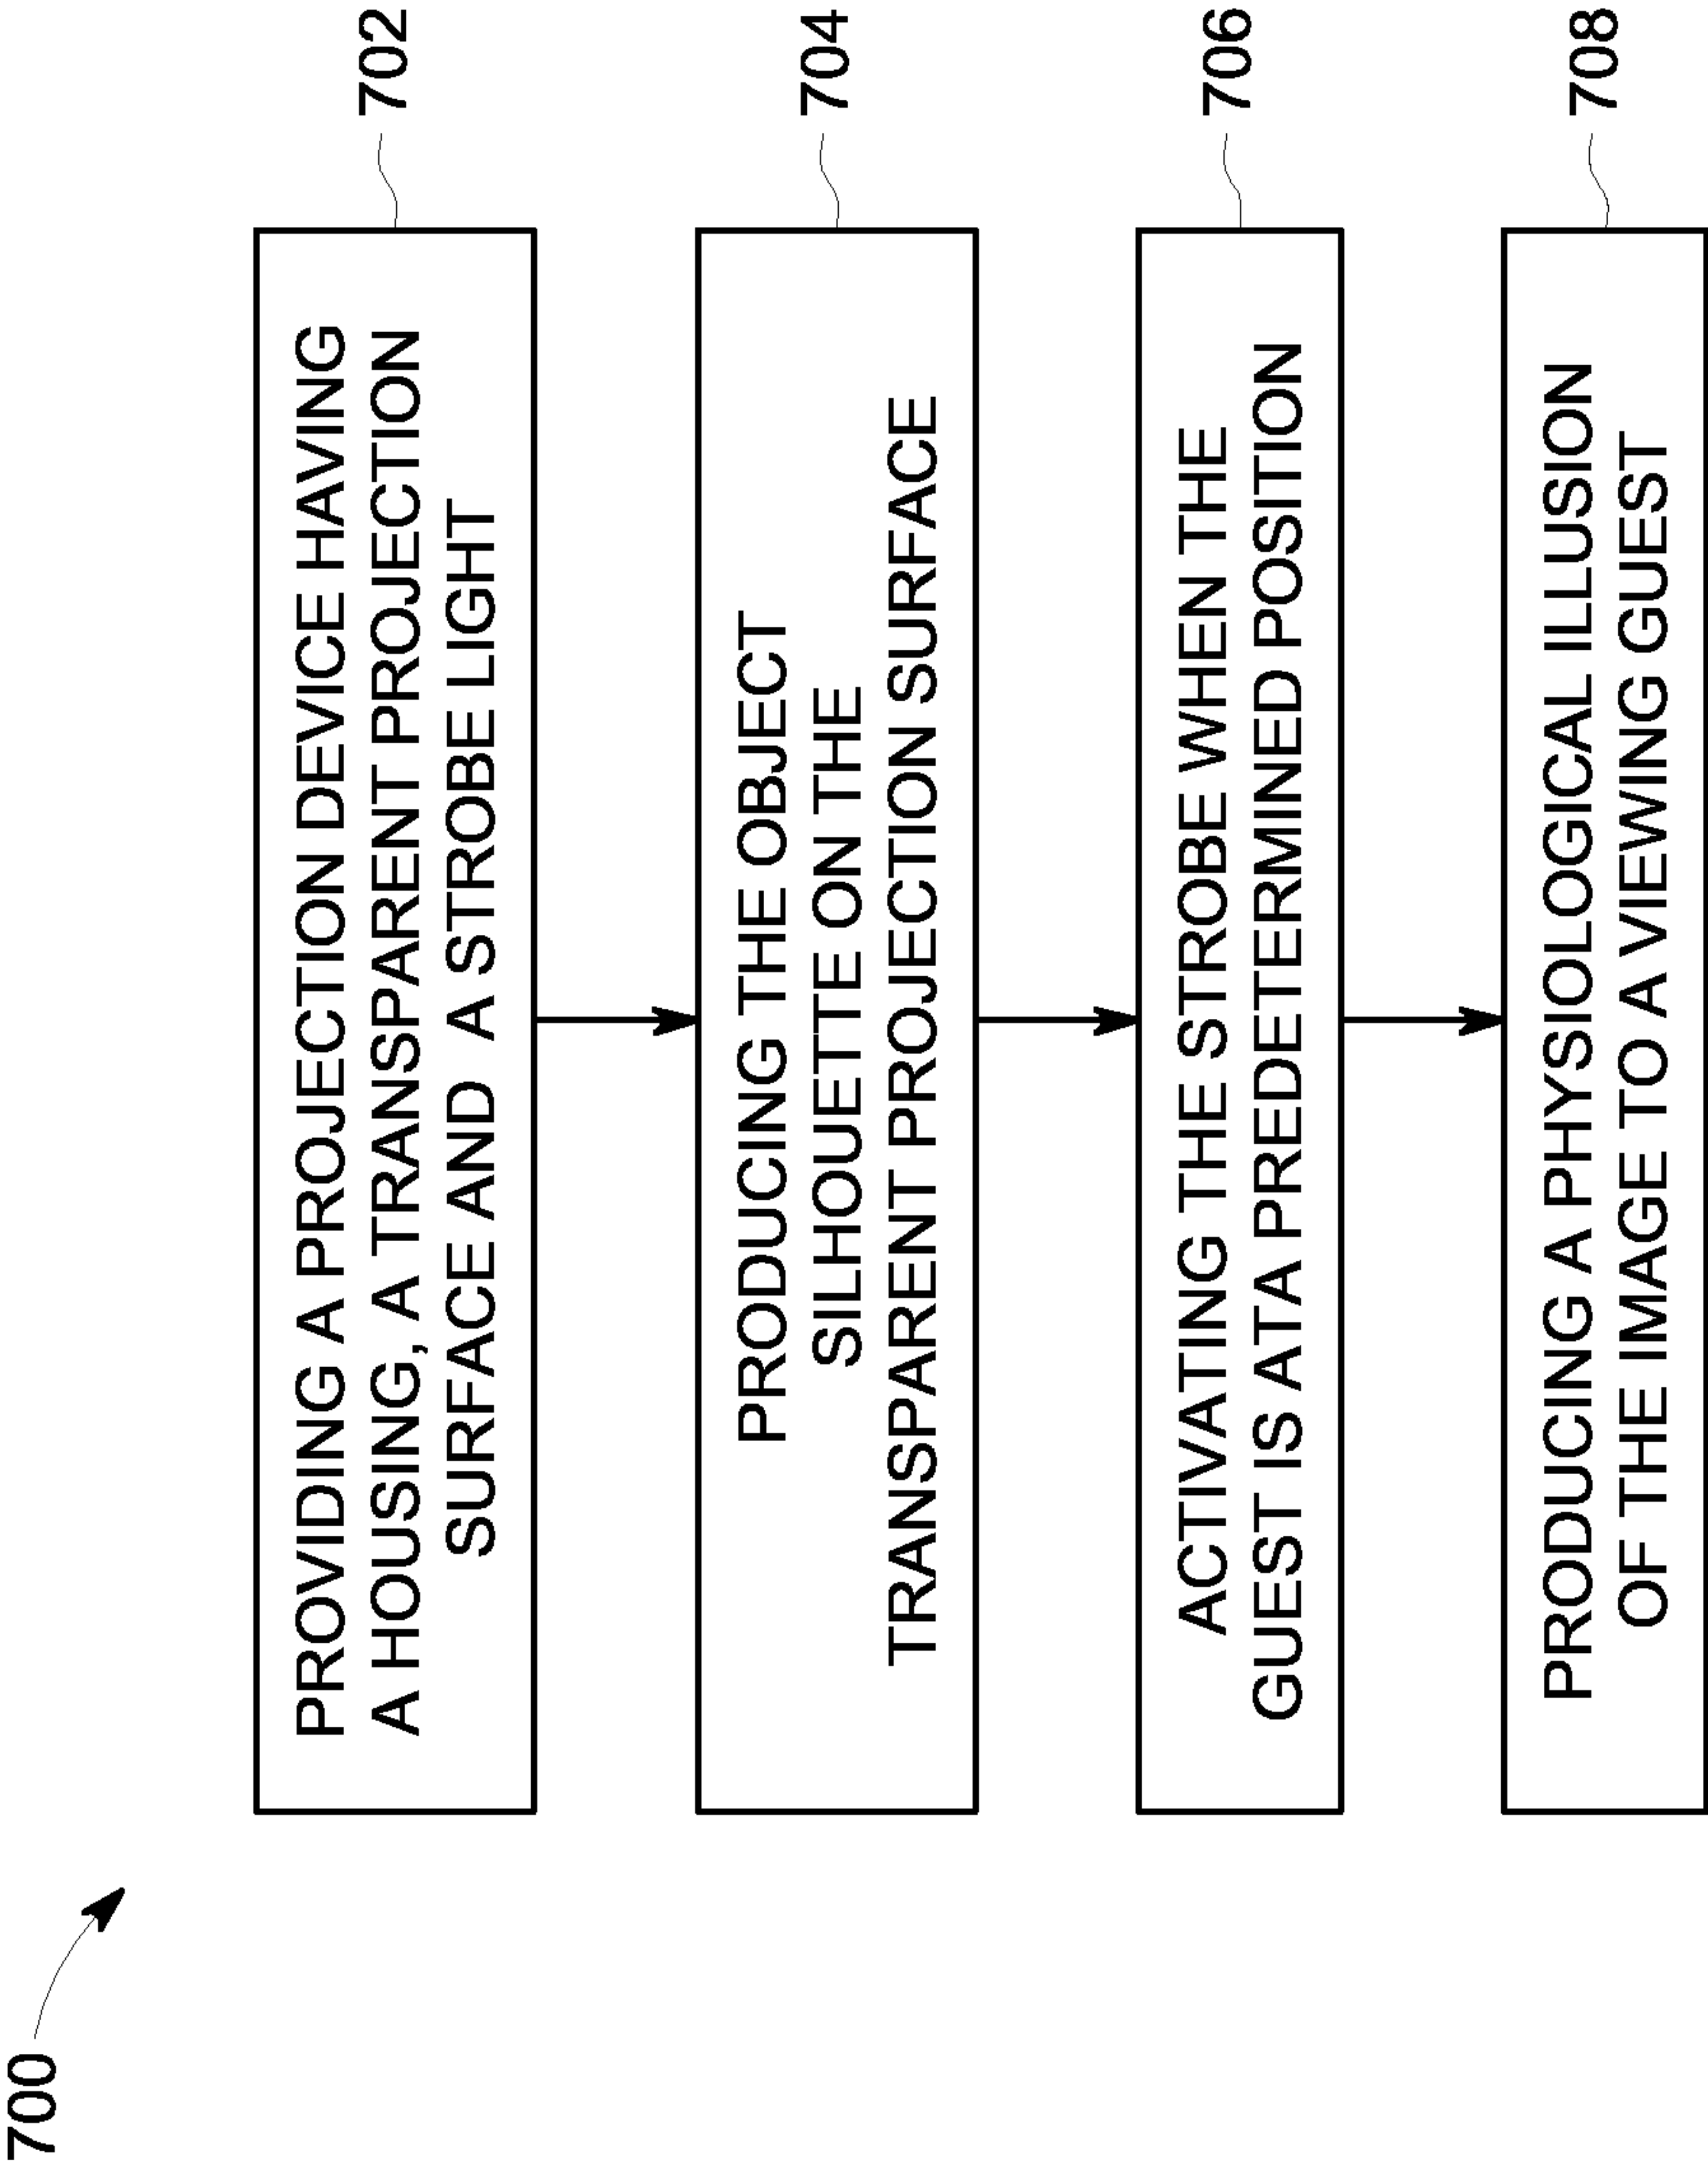 700
PROVIDING A PROJECTION DEVICE HAVING
A HOUSING, A TRANSPARENT PROJECTION
SURFACE AND A STROBE LIGHT
702
PRODUCING THE OBJECT
SILHOUETTE ON THE
TRANSPARENT PROJECTION SURFACE
704
ACTIVATING THE STROBE WHEN THE
GUEST IS ATA PREDETERMINED POSITION
706
PRODUCING A PHYSIOLOGICAL ILLUSION
OF THE IMAGE TO A VIEWING GUEST
708